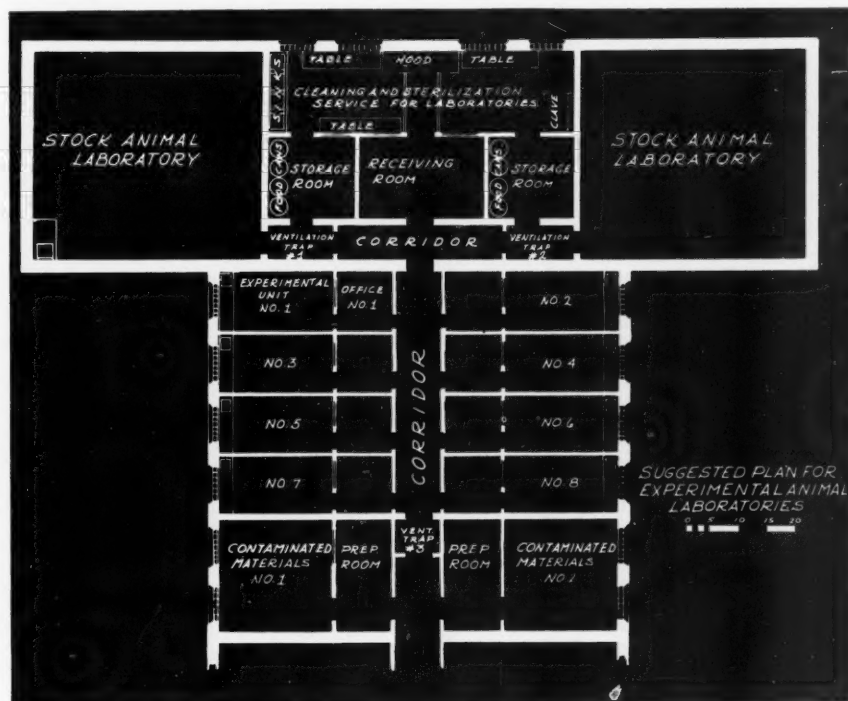 TABLE
HOOD
TABLE
SINKS
CLEANING AND STERILIZATION
SERVICE FOR LABORATORIES
CLAVE
TABLE
STOCK ANIMAL
LABORATORY
FOOD CANS
STORAGE
ROOM
RECEIVING
ROOM
FOOD CANS
STORAGE
ROOM
STOCK ANIMAL
LABORATORY
VENTILATION
TRAP
#1
CORRIDOR
VENTILATION
TRAP
#2
EXPERIMENTAL
UNIT
NO. 1
OFFICE
NO. 1
NO. 2
CORRIDOR
NO. 3
NO. 4
NO. 5
NO. 6
NO. 7
NO. 8
SUGGESTED PLAN FOR
EXPERIMENTAL ANIMAL
LABORATORIES
0 5 10 15 20
CONTAMINATED
MATERIALS
NO. 1
PREP
ROOM
VENT.
TRAP
#3
PREP
ROOM
CONTAMINATED
MATERIALS